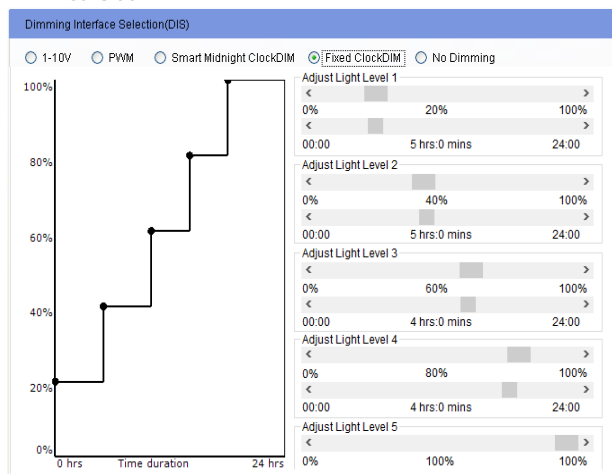 Dimming Interface Selection(DIS)
1-10V PWM Smart Midnight ClockDIM Fixed ClockDIM No Dimming
100%
80%
60%
40%
20%
0%
0 hrs Time duration 24 hrs
Adjust Light Level 1
0% 20% 100%
00:00 5 hrs:0 mins 24:00
Adjust Light Level 2
0% 40% 100%
00:00 5 hrs:0 mins 24:00
Adjust Light Level 3
0% 60% 100%
00:00 4 hrs:0 mins 24:00
Adjust Light Level 4
0% 80% 100%
00:00 4 hrs:0 mins 24:00
Adjust Light Level 5
0% 100% 100%